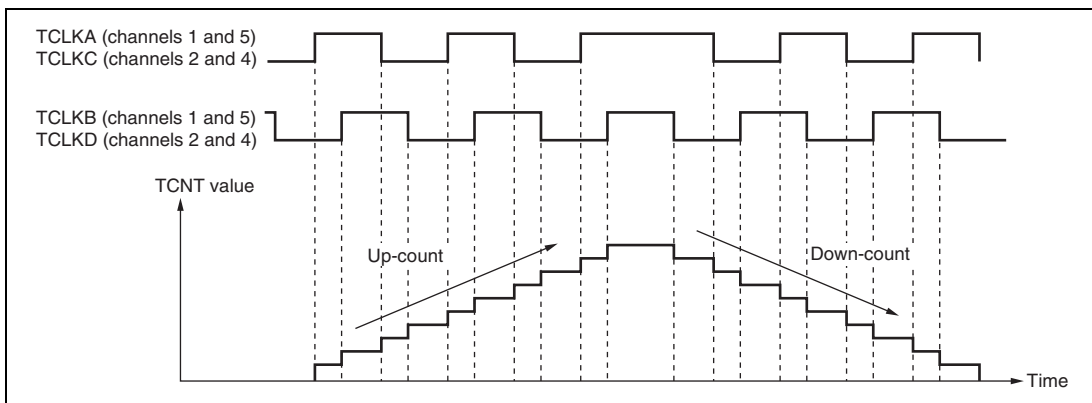 TCLKA (channels 1 and 5)
TCLKC (channels 2 and 4)
TCLKB (channels 1 and 5)
TCLKD (channels 2 and 4)
TCNT value
Up-count
Down-count
Time